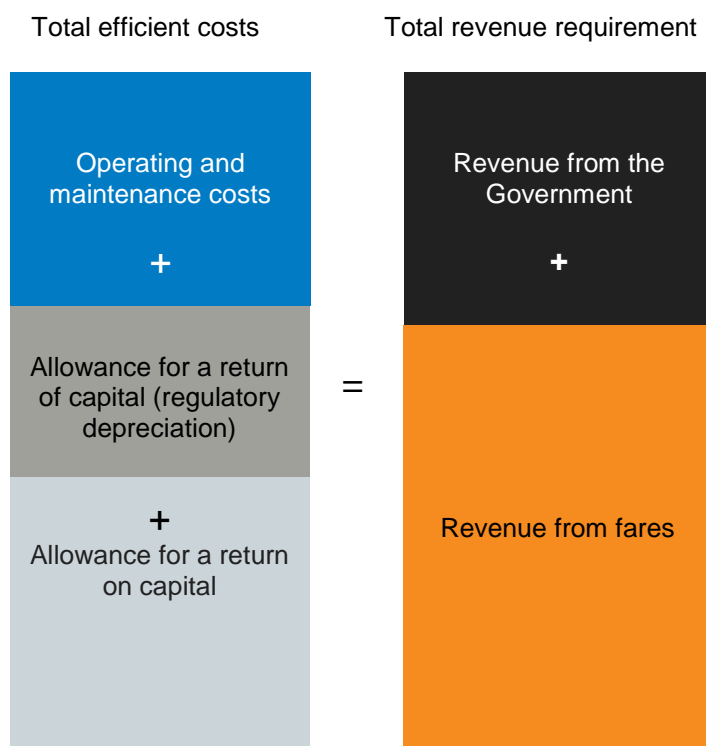 Total efficient costs
Total revenue requirement
Operating and
maintenance costs
+
Allowance for a return
of capital (regulatory
depreciation)
+
Allowance for a return
on capital
=
Revenue from the
Government
+
Revenue from fares